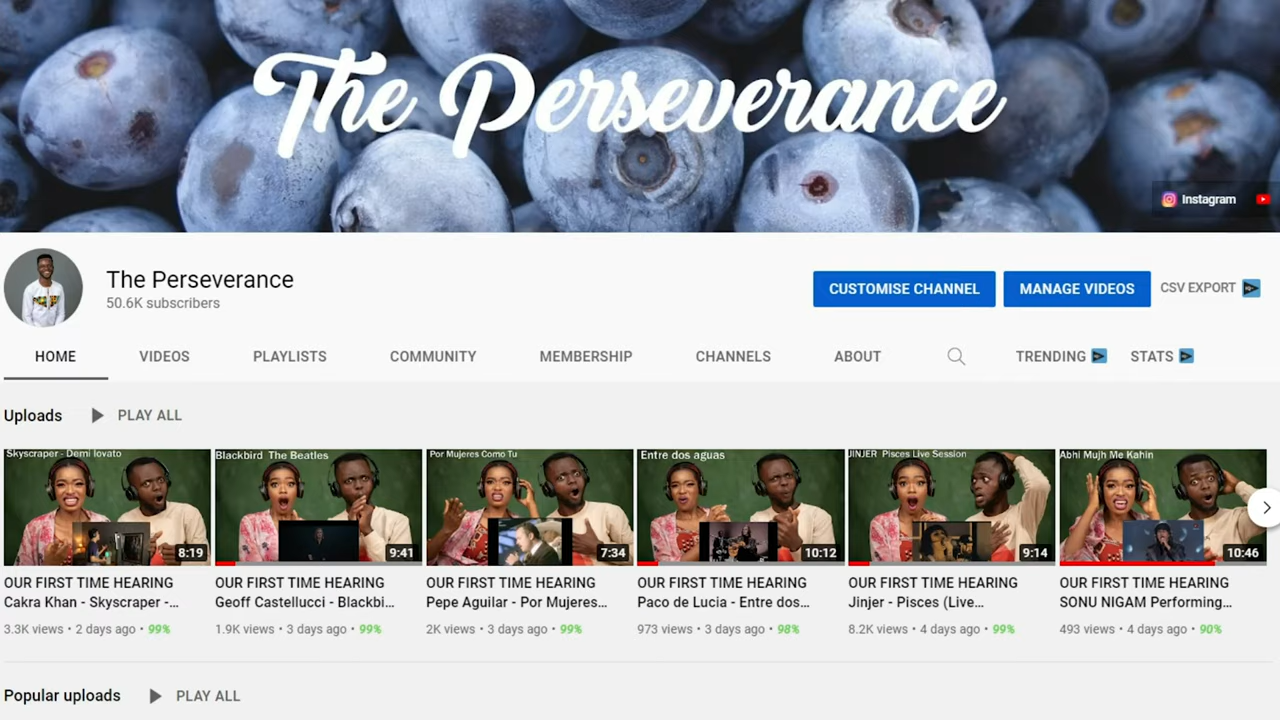 The Perseverance
Instagram
The Perseverance
50.6K subscribers
CUSTOMISE CHANNEL
MANAGE VIDEOS
CSV EXPORT
HOME
VIDEOS
PLAYLISTS
COMMUNITY
MEMBERSHIP
CHANNELS
ABOUT
TRENDING
STATS
Uploads
PLAY ALL
Skyscraper - Demi lovato
8:19
OUR FIRST TIME HEARING
Cakra Khan - Skyscraper -...
3.3K views • 2 days ago • 99%
Blackbird The Beatles
9:41
OUR FIRST TIME HEARING
Geoff Castellucci - Blackbi...
1.9K views • 3 days ago • 99%
Por Mujeres Como Tu
7:34
OUR FIRST TIME HEARING
Pepe Aguilar - Por Mujeres...
2K views • 3 days ago • 99%
Entre dos aguas
10:12
OUR FIRST TIME HEARING
Paco de Lucia - Entre dos...
973 views • 3 days ago • 98%
JINJER Pisces Live Session
9:14
OUR FIRST TIME HEARING
Jinjer - Pisces (Live...
8.2K views • 4 days ago • 99%
Abhi Mujh Me Kahin
10:46
OUR FIRST TIME HEARING
SONU NIGAM Performing...
493 views • 4 days ago • 90%
Popular uploads
PLAY ALL